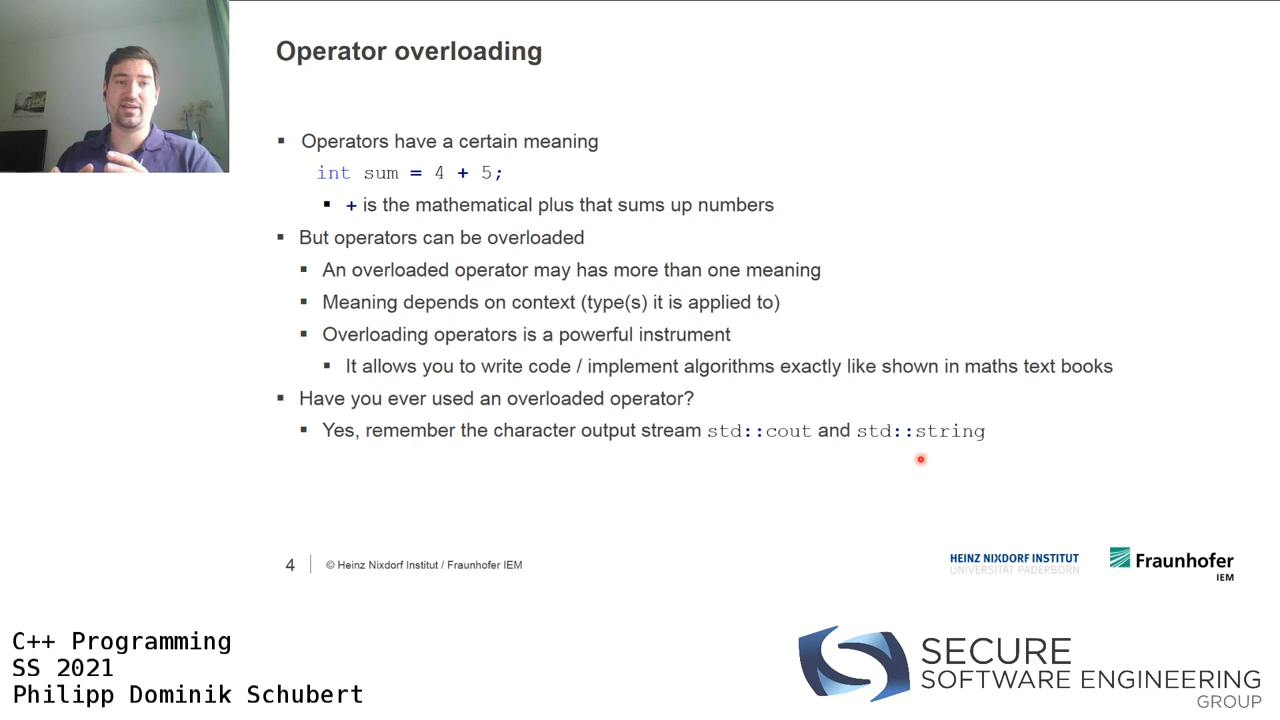 Operator overloading
▪ Operators have a certain meaning
int sum = 4 + 5;
▪ + is the mathematical plus that sums up numbers
▪ But operators can be overloaded
▪ An overloaded operator may has more than one meaning
▪ Meaning depends on context (type(s) it is applied to)
▪ Overloading operators is a powerful instrument
▪ It allows you to write code / implement algorithms exactly like shown in maths text books
▪ Have you ever used an overloaded operator?
▪ Yes, remember the character output stream std::cout and std::string
4 © Heinz Nixdorf Institut / Fraunhofer IEM
HEINZ NIXDORF INSTITUT
UNIVERSITÄT PADERBORN
Fraunhofer
IEM
C++ Programming
SS 2021
Philipp Dominik Schubert
SECURE
SOFTWARE ENGINEERING
GROUP